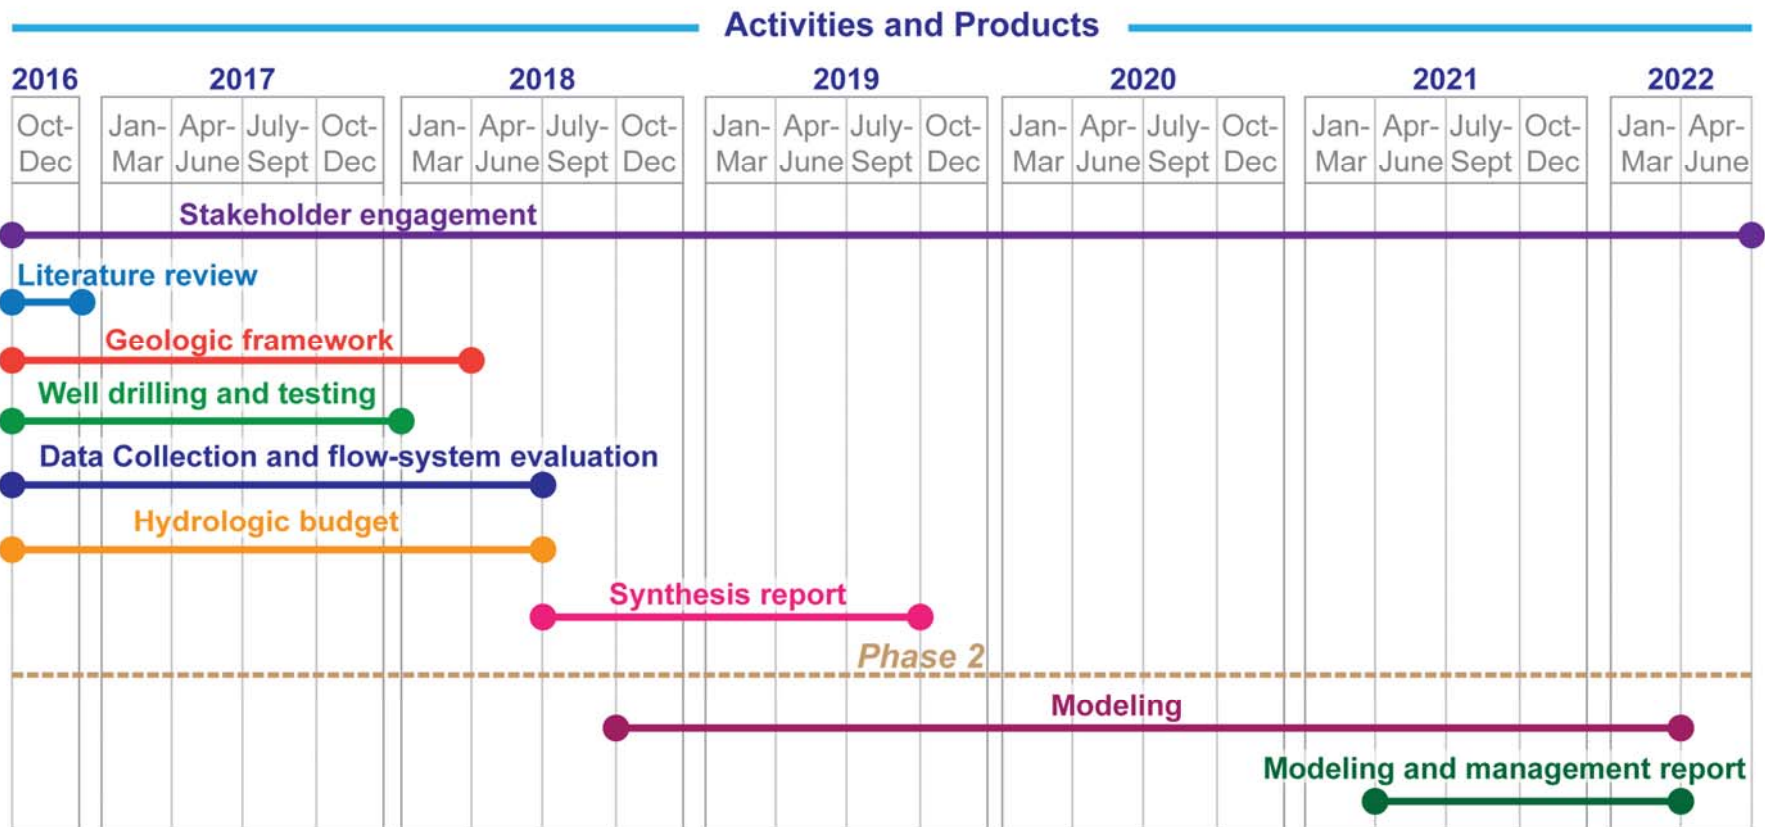 Activities and Products
2016 2017 2018 2019 2020 2021 2022
Oct- Jan- Apr- July- Oct- Jan- Apr- July- Oct- Jan- Apr- July- Oct- Jan- Apr- July- Oct- Jan- Apr- July- Oct- Jan- Apr-
Dec Mar June Sept Dec Mar June Sept Dec Mar June Sept Dec Mar June Sept Dec Mar June Sept Dec Mar June
Stakeholder engagement
Literature review
Geologic framework
Well drilling and testing
Data Collection and flow-system evaluation
Hydrologic budget
Synthesis report
Phase 2
Modeling
Modeling and management report